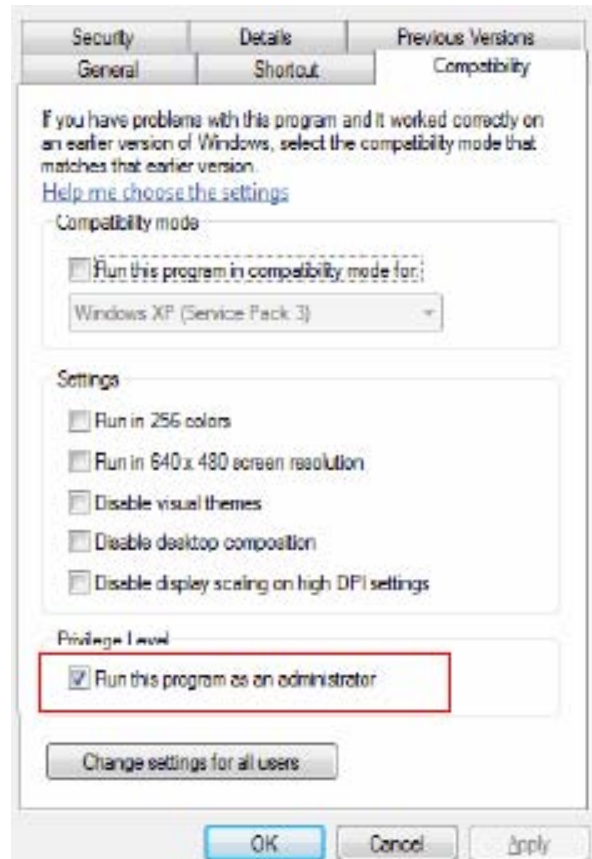 Security Details Previous Versions
General Shortcut Compatibility
If you have problems with this program and it worked correctly on
an earlier version of Windows, select the compatibility mode that
matches that earlier version.
Help me choose the settings
Compatibility mode
Run this program in compatibility mode for:
Windows XP (Service Pack 3)
Settings
Run in 256 colors
Run in 640 x 480 screen resolution
Disable visual themes
Disable desktop composition
Disable display scaling on high DPI settings
Privilege Level
Run this program as an administrator
Change settings for all users
OK Cancel Apply